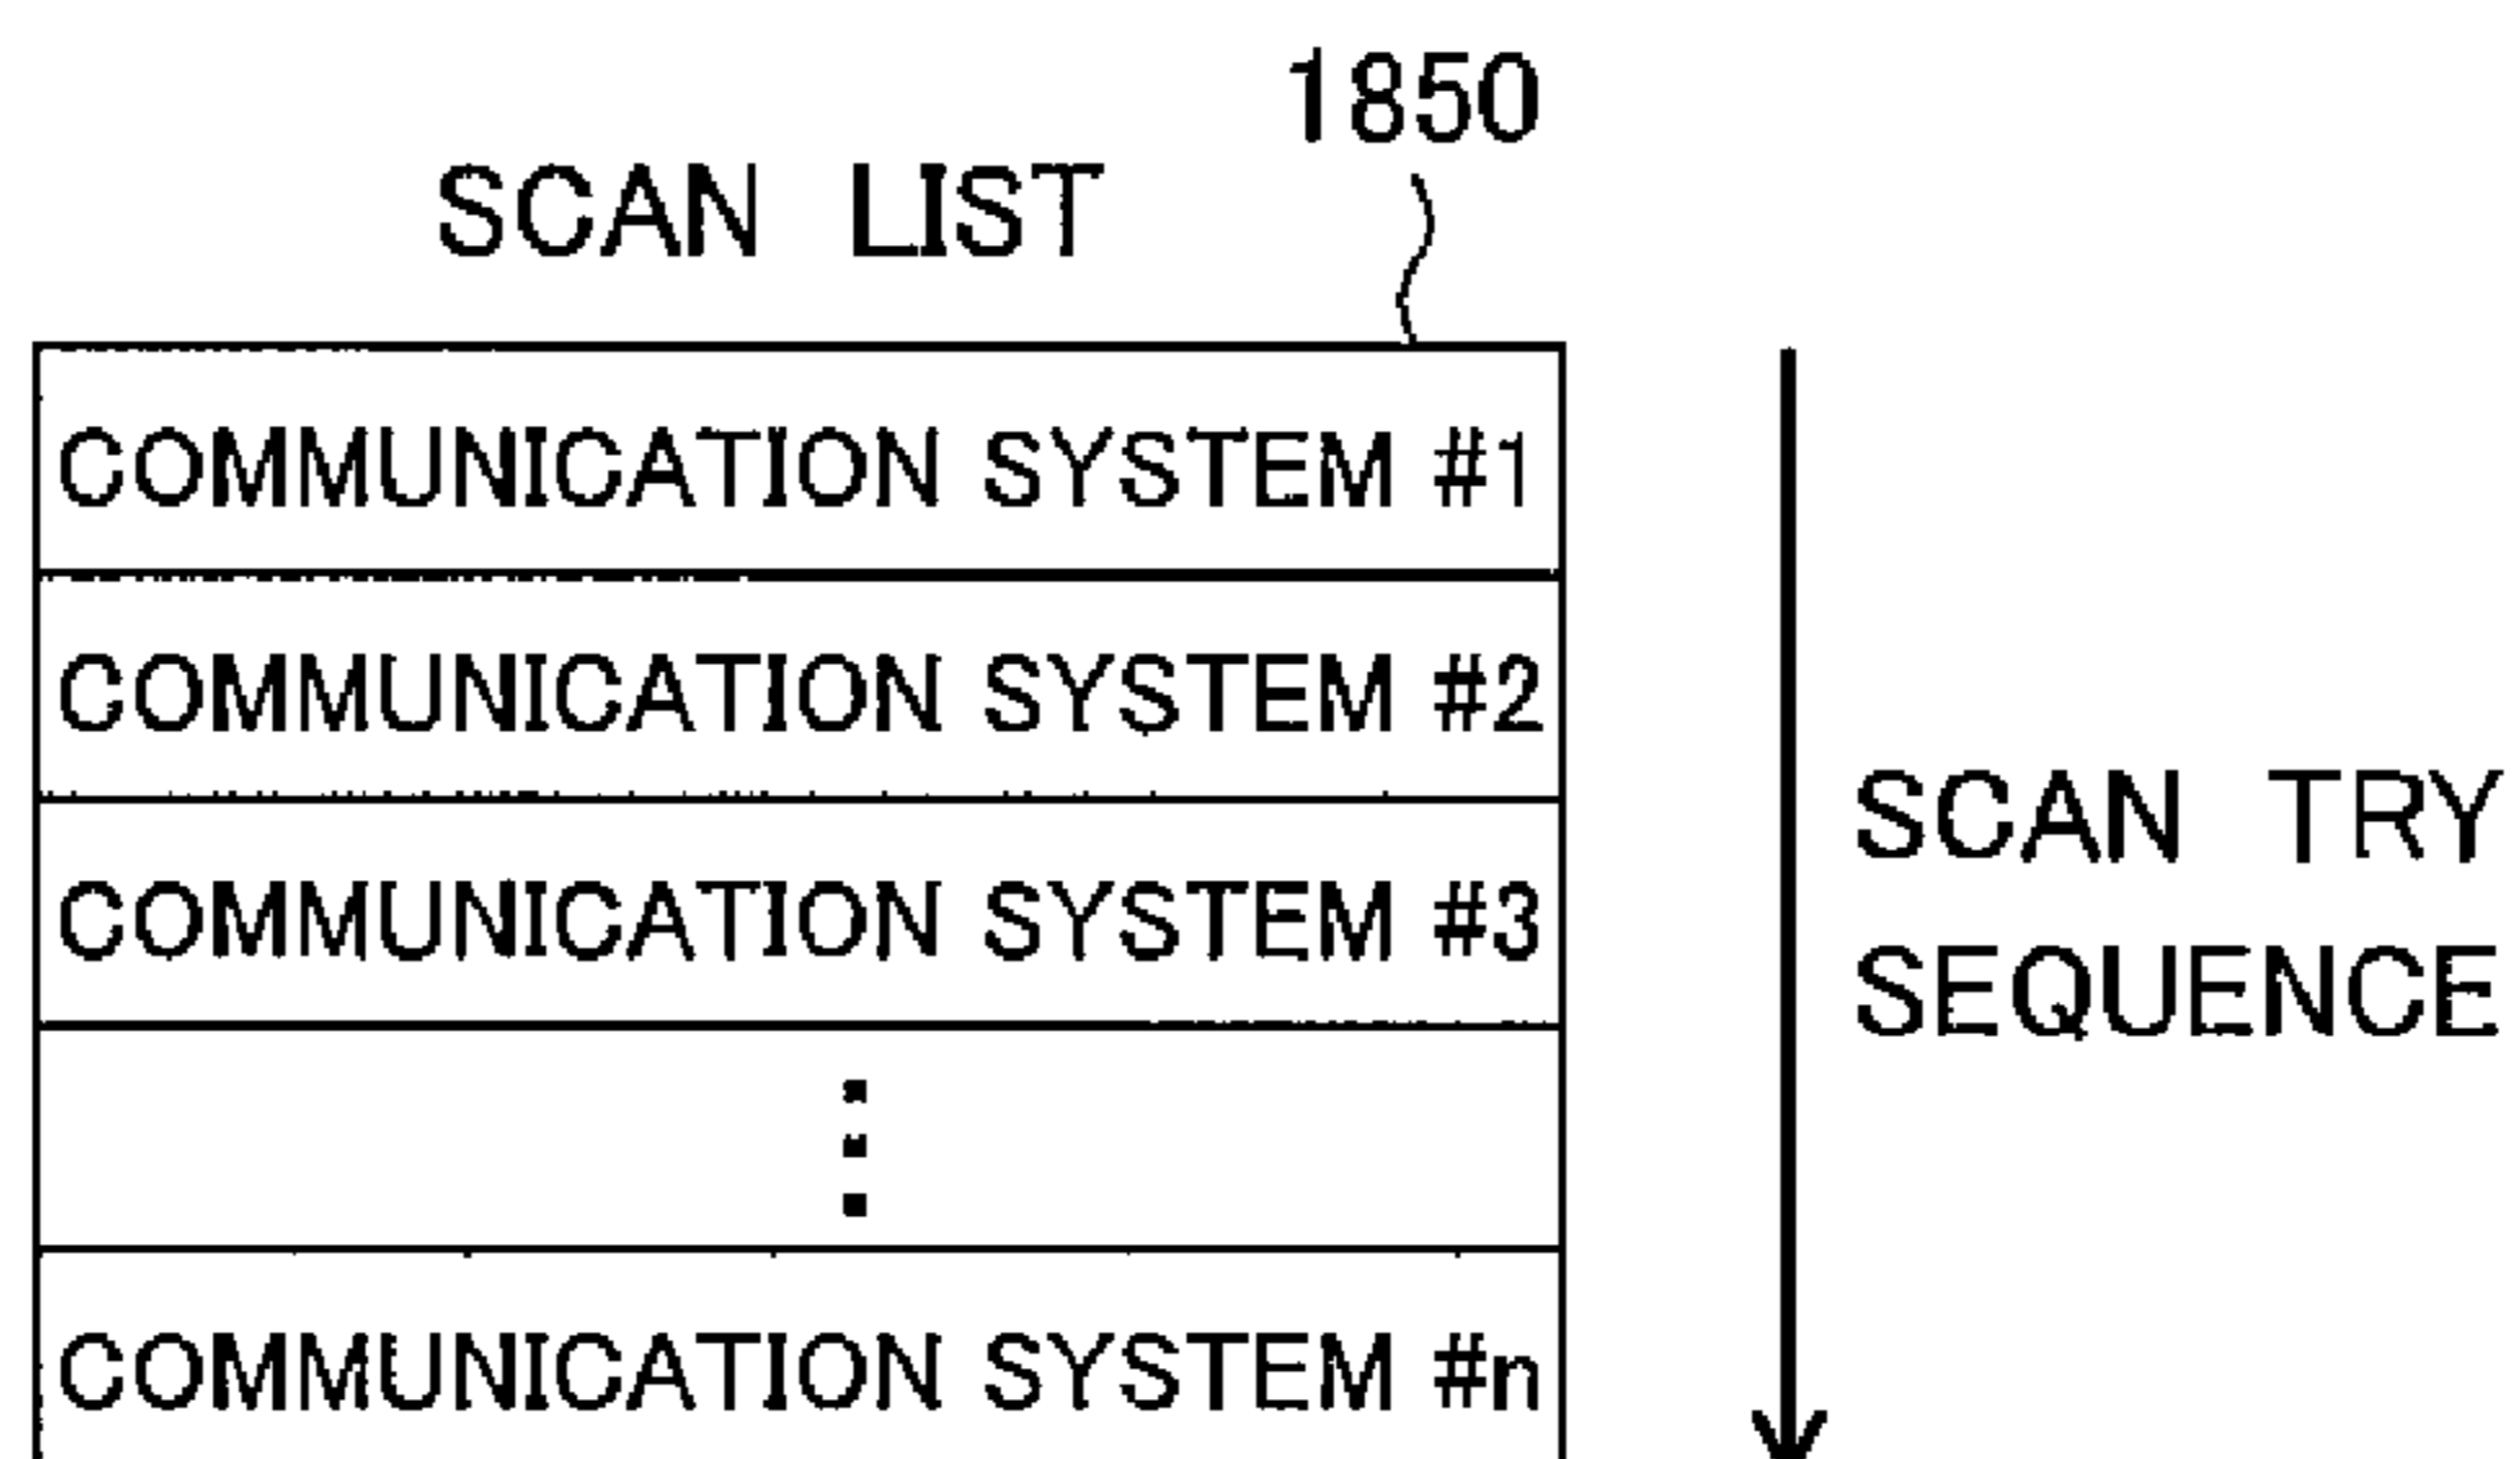 1850
SCAN LIST
COMMUNICATION SYSTEM #1
COMMUNICATION SYSTEM #2
COMMUNICATION SYSTEM #3
COMMUNICATION SYSTEM #n
SCAN TRY
SEQUENCE